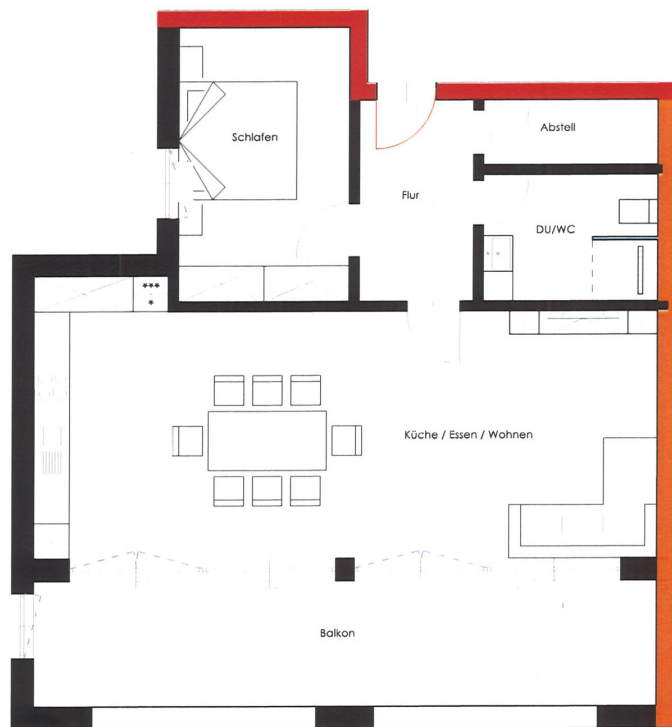 Abstell
Schlafen
Flur
DU/WC
***
*
Küche / Essen / Wohnen
Balkon